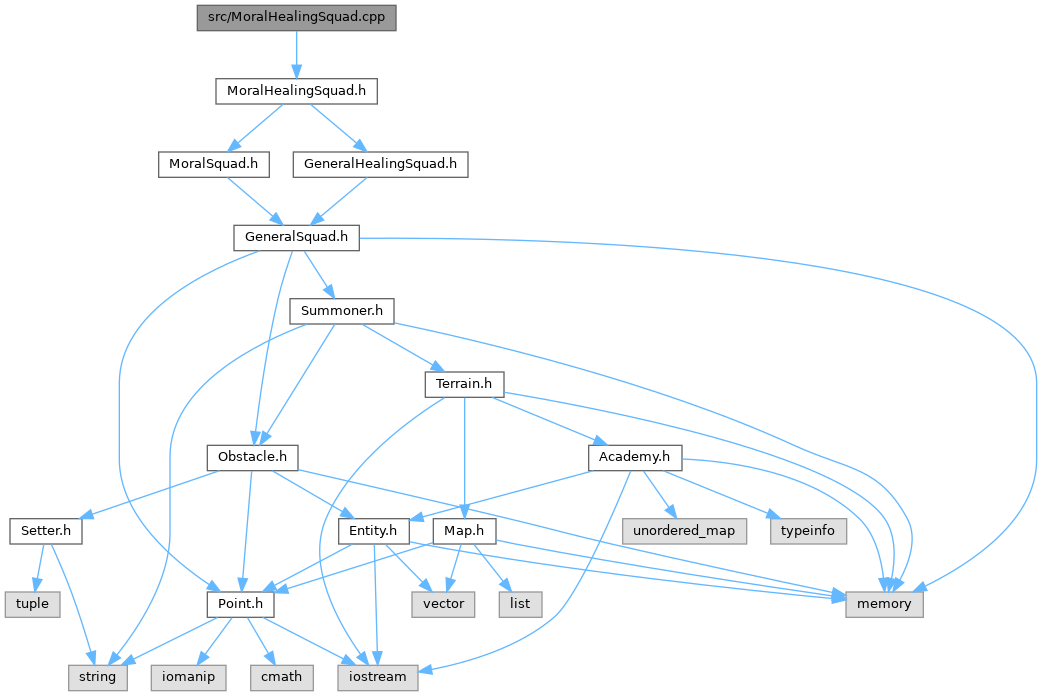 src/MoralHealingSquad.cpp
MoralHealingSquad.h
MoralSquad.h
GeneralHealingSquad.h
GeneralSquad.h
Summoner.h
Terrain.h
Obstacle.h
Academy.h
Setter.h
Entity.h
Map.h
unordered_map
typeinfo
tuple
Point.h
vector
list
memory
string
iomanip
cmath
iostream